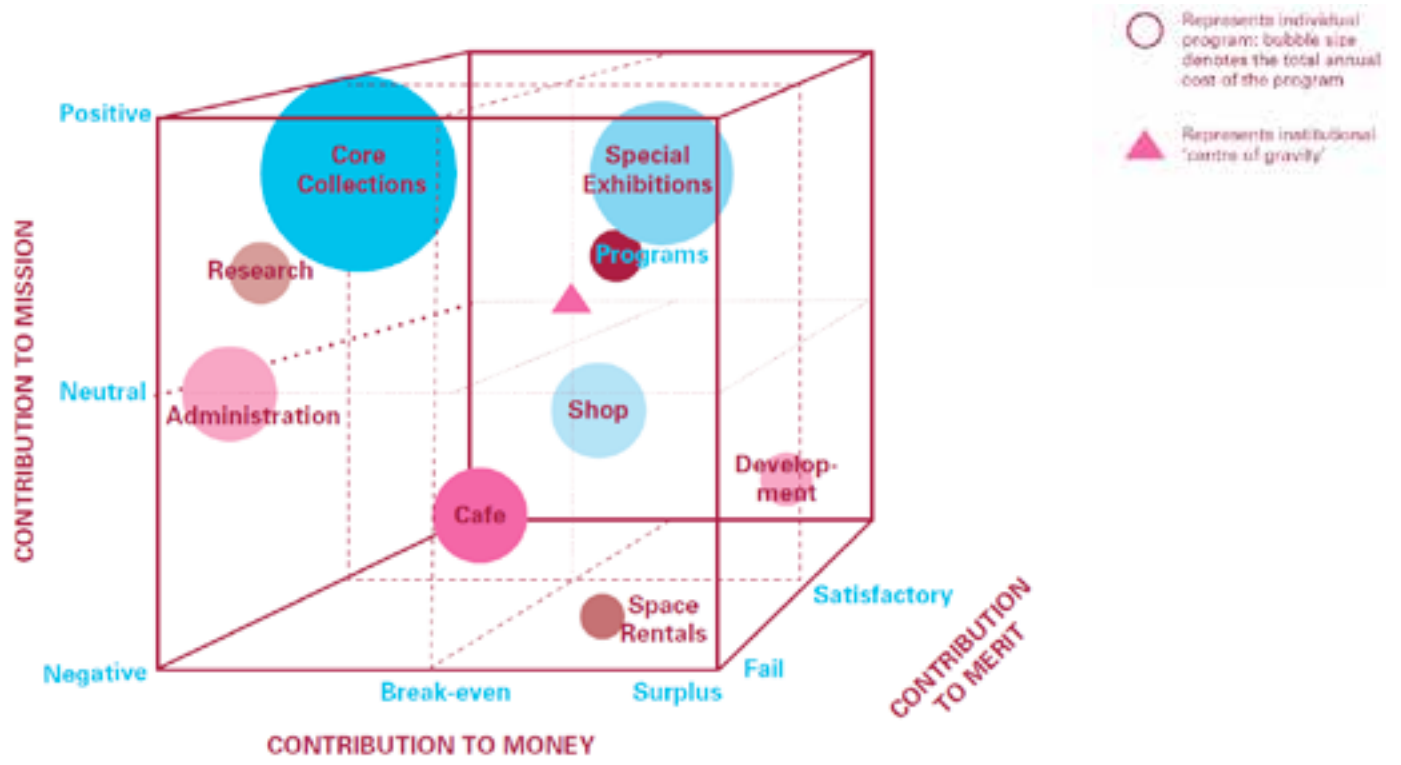 Represents individual
program: bubble size
denotes the total annual
cost of the program
Represents institutional
'centre of gravity'
Positive
Core
Collections
Special
Exhibitions
Programs
Research
CONTRIBUTION TO MISSION
Neutral
Administration
Shop
Develop-
ment
Cafe
Satisfactory
Space
Rentals
CONTRIBUTION
TO MERIT
Negative
Fail
Break-even
Surplus
CONTRIBUTION TO MONEY